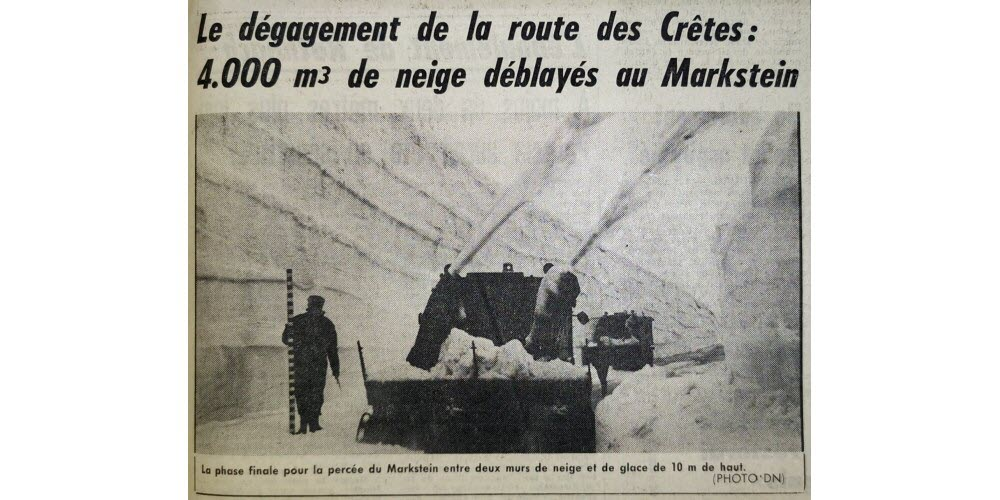 Le dégagement de la route des Crêtes :
4.000 m3 de neige déblayés au Markstein
La phase finale pour la percée du Markstein entre deux murs de neige et de glace de 10 m de haut.
(PHOTO DN)